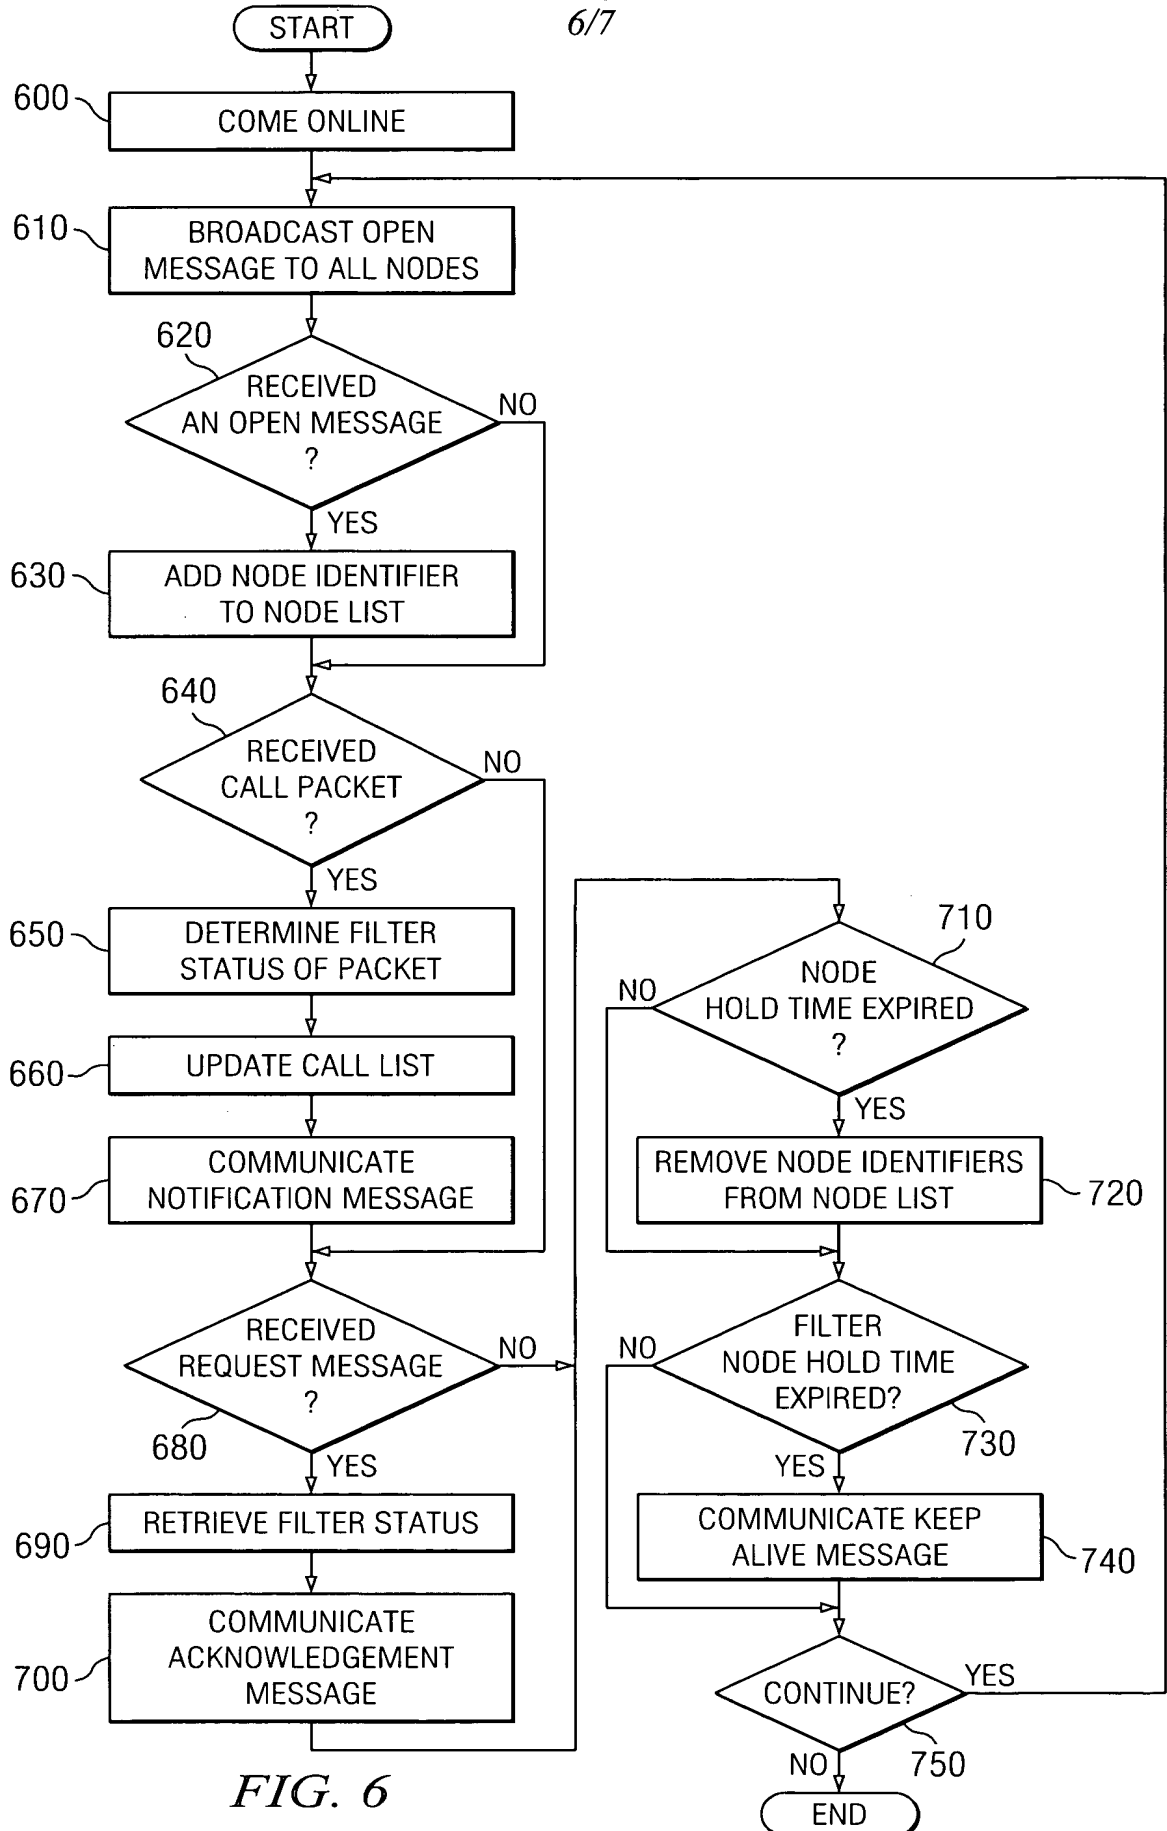 6/7
START
600
COME ONLINE
610
BROADCAST OPEN
MESSAGE TO ALL NODES
620
RECEIVED
AN OPEN MESSAGE
?
NO
YES
630
ADD NODE IDENTIFIER
TO NODE LIST
640
RECEIVED
CALL PACKET
?
NO
YES
650
DETERMINE FILTER
STATUS OF PACKET
660
UPDATE CALL LIST
670
COMMUNICATE
NOTIFICATION MESSAGE
RECEIVED
REQUEST MESSAGE
?
NO
680
YES
690
RETRIEVE FILTER STATUS
700
COMMUNICATE
ACKNOWLEDGEMENT
MESSAGE
710
NODE
HOLD TIME EXPIRED
?
NO
YES
REMOVE NODE IDENTIFIERS
FROM NODE LIST
720
FILTER
NODE HOLD TIME
EXPIRED?
NO
730
YES
COMMUNICATE KEEP
ALIVE MESSAGE
740
CONTINUE?
YES
750
NO
END
FIG. 6